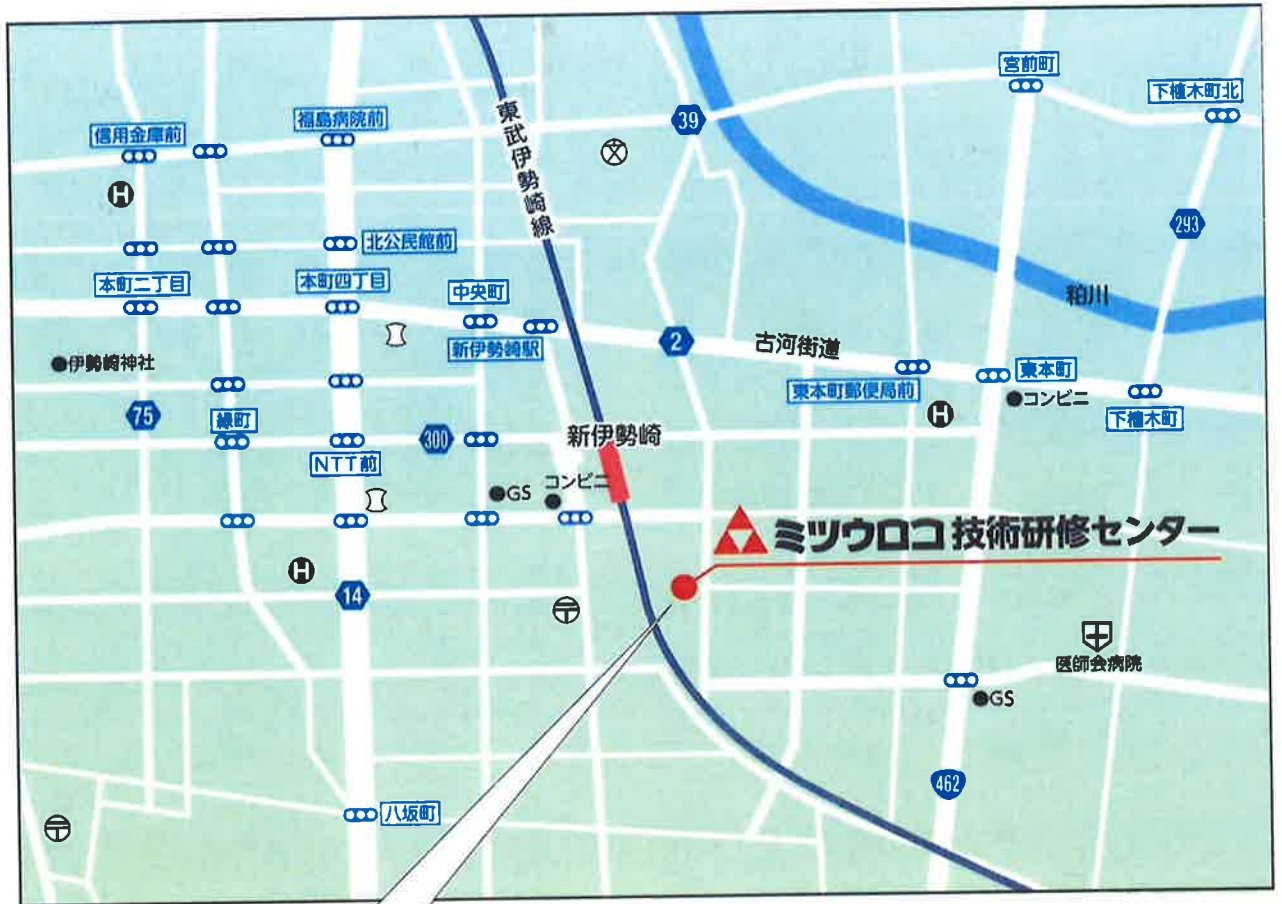 宮前町
下植木町北
信用金庫前
福島病院前
39
東武伊勢崎線
文
H
293
北公民館前
本町二丁目
本町四丁目
中央町
粕川
新伊勢崎駅
2
古河街道
伊勢崎神社
東本町郵便局前
東本町
コンビニ
下植木町
H
75
緑町
300
新伊勢崎
NTT前
GS
コンビニ
ミツウロコ 技術研修センター
H
14
〒
医師会病院
GS
462
八坂町
〒